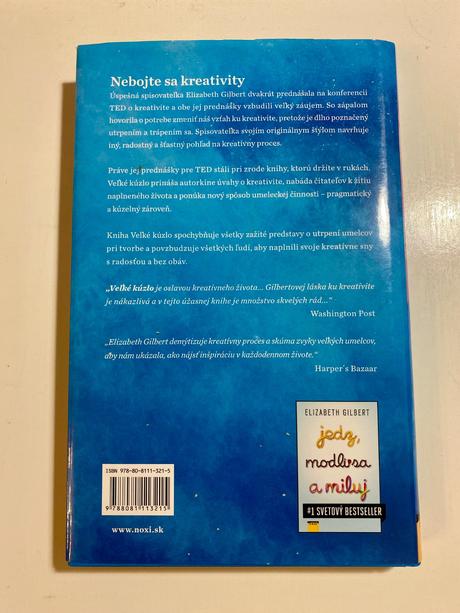 Nebojte sa kreativity
Úspešná spisovateľka Elizabeth Gilbert dvakrát prednášala na konferencii
TED o kreativite a obe jej prednášky vzbudili veľký záujem. So zápalom
hovorila o potrebe zmeniť náš vzťah ku kreativite, pretože je dlho poznačený
utrpením a trápením sa. Spisovateľka svojím originálnym štýlom navrhuje
iný, radostný a šťastný pohľad na kreatívny proces.
Práve jej prednášky pre TED stáli pri zrode knihy, ktorú držíte v rukách.
Veľké kúzlo prináša autorkine úvahy o kreativite, nabáda čitateľov k žitiu
naplneného života a ponúka nový spôsob umeleckej činnosti – pragmatický
a kúzelný zároveň.
Kniha Veľké kúzlo spochybňuje všetky zažité predstavy o utrpení umelcov
pri tvorbe a povzbudzuje všetkých ľudí, aby naplnili svoje kreatívne sny
s radosťou a bez obáv.
„Veľké kúzlo je oslavou kreatívneho života... Gilbertovej láska ku kreativite
je nákazlivá a v tejto úžasnej knihe je množstvo skvelých rád...“
Washington Post
„Elizabeth Gilbert demýtizuje kreatívny proces a skúma zvyky veľkých umelcov,
aby nám ukázala, ako nájsť inšpiráciu v každodennom živote.“
Harper´s Bazaar
ISBN 978-80-8111-321-5
9 788081 113215
www.noxi.sk
ELIZABETH GILBERT
jedz,
modli sa
a miluj
#1 SVETOVÝ BESTSELLER